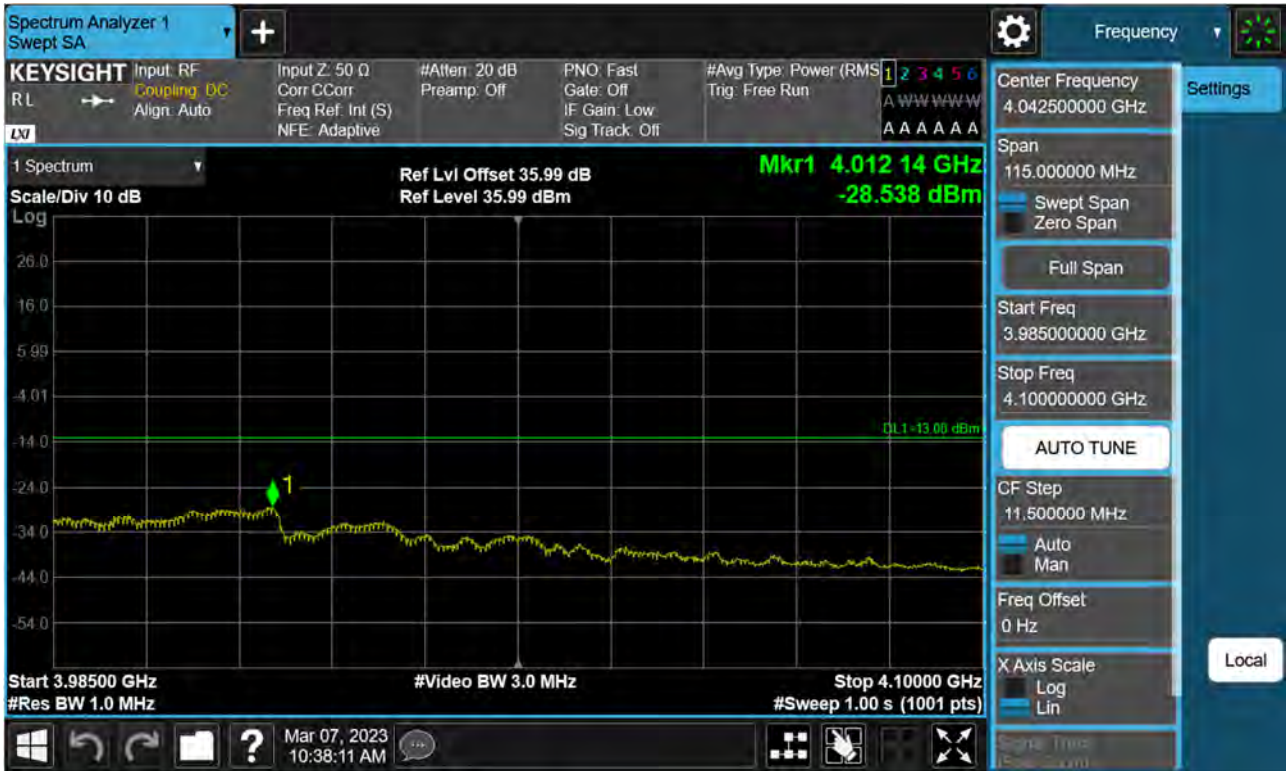 Spectrum Analyzer 1
Swept SA
Frequency
KEYSIGHT
RL
LXI
Input: RF
Coupling: DC
Align: Auto
Input Z: 50 Ω
Corr CCorr
Freq Ref: Int (S)
NFE: Adaptive
#Atten: 20 dB
Preamp: Off
PNO: Fast
Gate: Off
IF Gain: Low
Sig Track: Off
#Avg Type: Power (RMS
Trig: Free Run
1 2 3 4 5 6
A W W W W W
A A A A A A
1 Spectrum
Scale/Div 10 dB
Ref Lvl Offset 35.99 dB
Ref Level 35.99 dBm
Mkr1 4.012 14 GHz
-28.538 dBm
Log
26.0
16.0
5.99
-4.01
-14.0
-24.0
-34.0
-44.0
-54.0
DL1 -13.00 dBm
1
Start 3.98500 GHz
#Res BW 1.0 MHz
#Video BW 3.0 MHz
Stop 4.10000 GHz
#Sweep 1.00 s (1001 pts)
Mar 07, 2023
10:38:11 AM
Center Frequency
4.042500000 GHz
Span
115.000000 MHz
Swept Span
Zero Span
Full Span
Start Freq
3.985000000 GHz
Stop Freq
4.100000000 GHz
AUTO TUNE
CF Step
11.500000 MHz
Auto
Man
Freq Offset
0 Hz
X Axis Scale
Log
Lin
Settings
Local